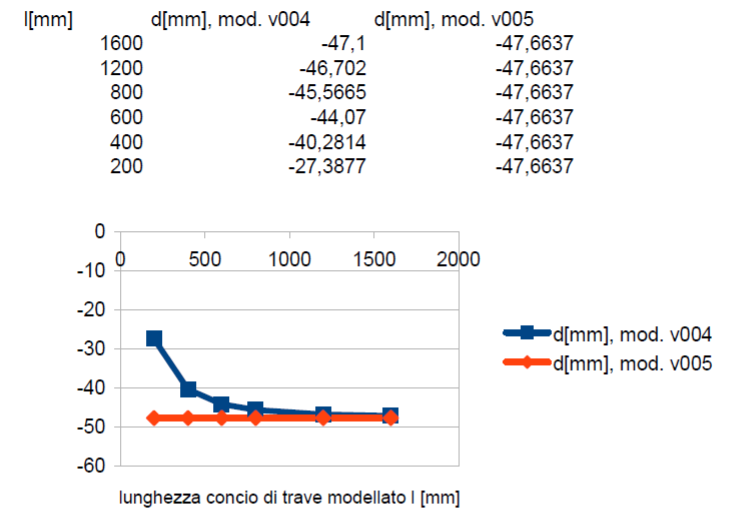 l[mm] d[mm], mod. v004 d[mm], mod. v005
1600 -47,1 -47,6637
1200 -46,702 -47,6637
800 -45,5665 -47,6637
600 -44,07 -47,6637
400 -40,2814 -47,6637
200 -27,3877 -47,6637
0
0 500 1000 1500 2000
-10
-20
-30
-40
-50
-60
d[mm], mod. v004
d[mm], mod. v005
lunghezza concio di trave modellato l [mm]